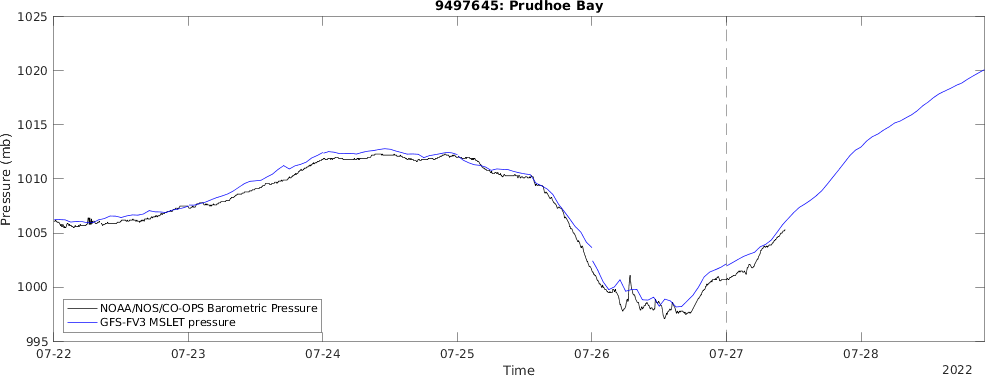 9497645: Prudhoe Bay
1025
1020
1015
1010
1005
1000
995
Pressure (mb)
NOAA/NOS/CO-OPS Barometric Pressure
GFS-FV3 MSLET pressure
07-22 07-23 07-24 07-25 07-26 07-27 07-28
Time
2022